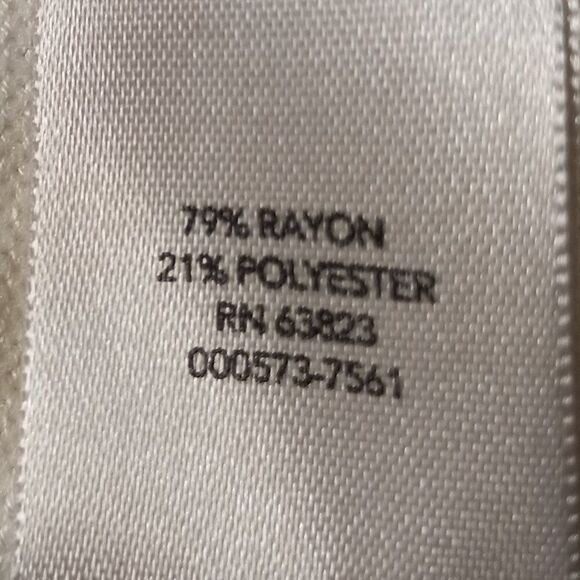 79% RAYON
21% POLYESTER
RN 63823
000573-7561